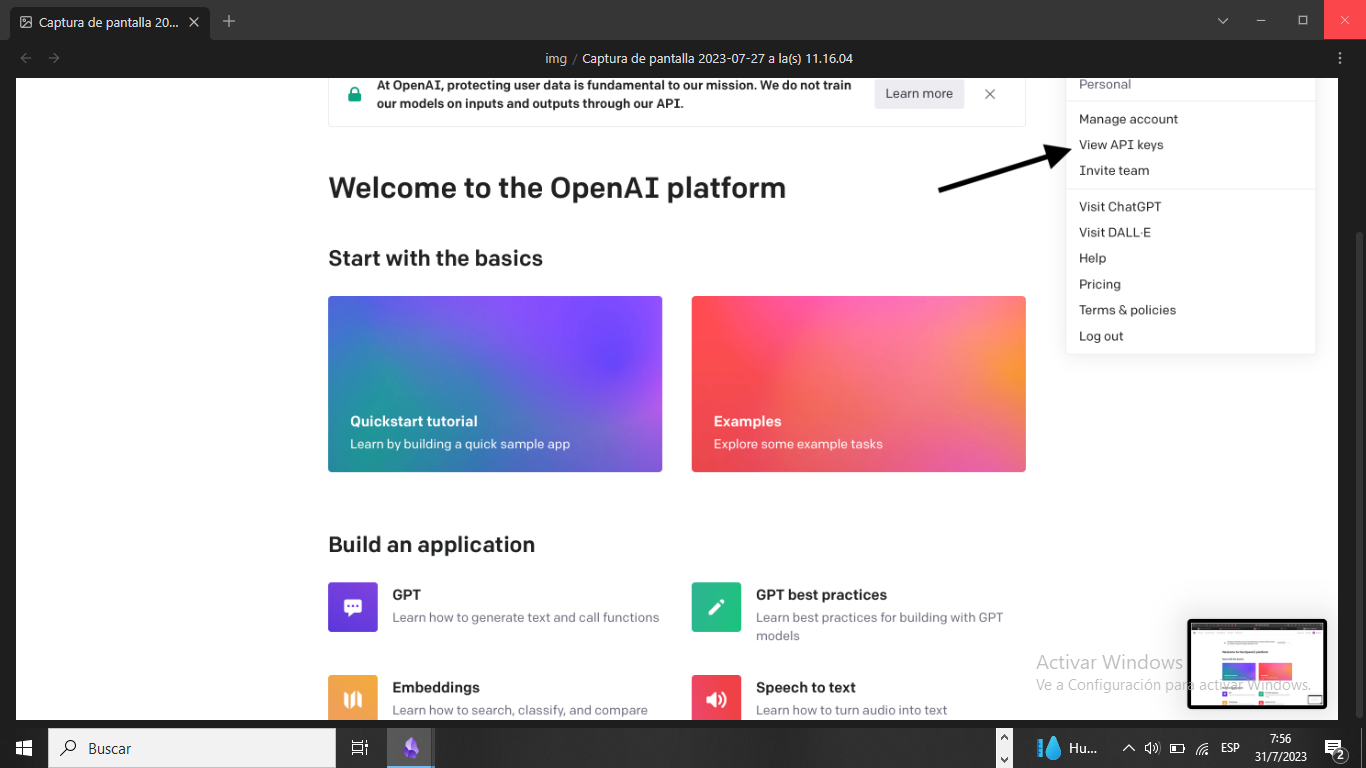 Captura de pantalla 20...
img / Captura de pantalla 2023-07-27 a la(s) 11.16.04
At OpenAI, protecting user data is fundamental to our mission. We do not train
our models on inputs and outputs through our API.
Learn more
Personal
Manage account
View API keys
Invite team
Visit ChatGPT
Visit DALL·E
Help
Pricing
Terms & policies
Log out
Welcome to the OpenAI platform
Start with the basics
Quickstart tutorial
Learn by building a quick sample app
Examples
Explore some example tasks
Build an application
GPT
Learn how to generate text and call functions
GPT best practices
Learn best practices for building with GPT
models
Embeddings
Learn how to search, classify, and compare
Speech to text
Learn how to turn audio into text
Welcome to the OpenAI platform
Activar Windows
Ve a Configuración para activar Windows.
Buscar
Hu...
ESP
7:56
31/7/2023
2